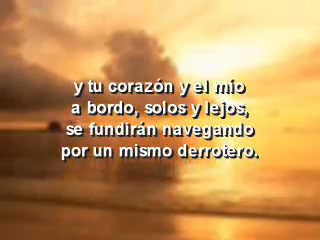 y tu corazón y el mío
a bordo, solos y lejos,
se fundirán navegando
por un mismo derrotero.